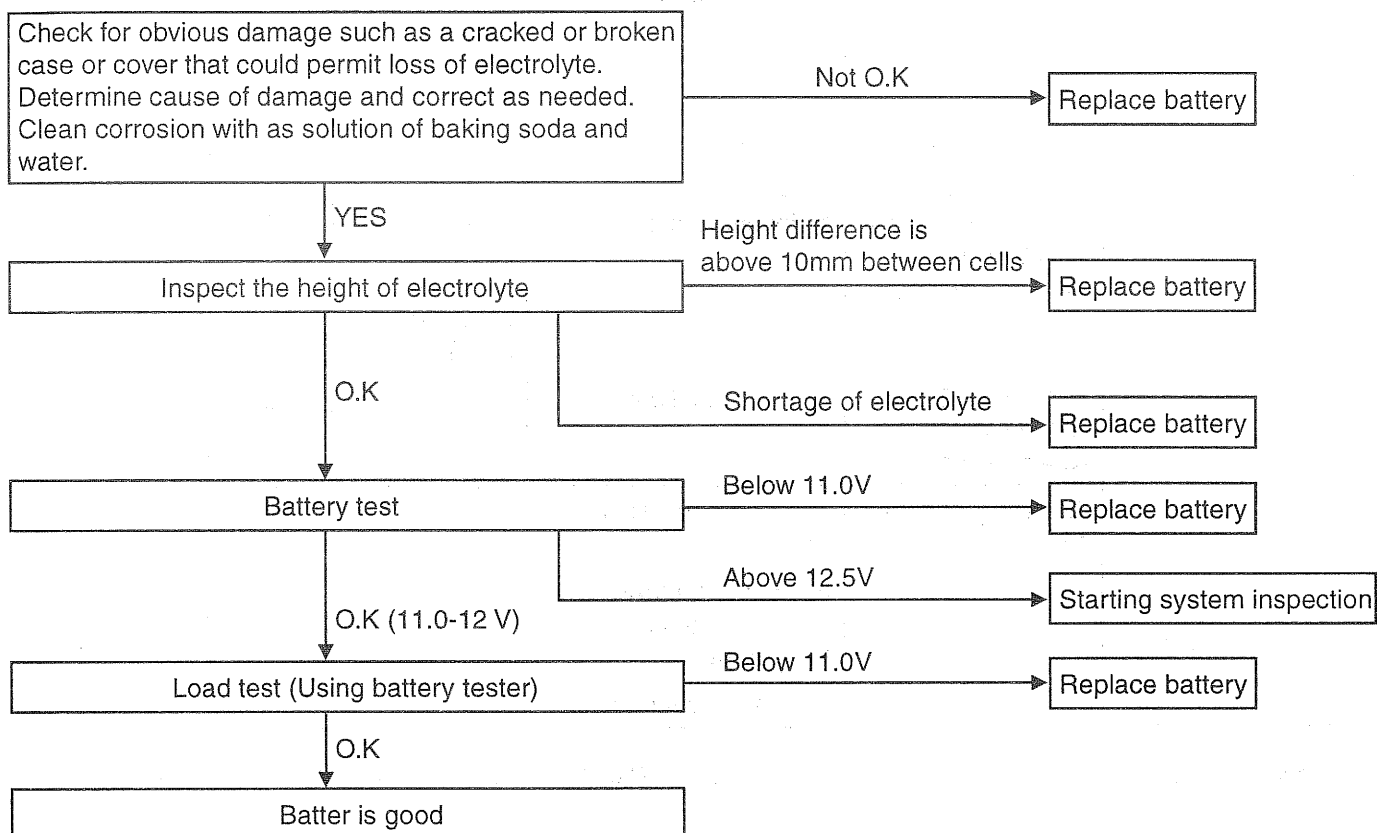 Check for obvious damage such as a cracked or broken
case or cover that could permit loss of electrolyte.
Determine cause of damage and correct as needed.
Clean corrosion with as solution of baking soda and
water.
Not O.K
Replace battery
YES
Height difference is
above 10mm between cells
Inspect the height of electrolyte
Replace battery
O.K
Shortage of electrolyte
Replace battery
Battery test
Below 11.0V
Replace battery
Above 12.5V
Starting system inspection
O.K (11.0-12 V)
Load test (Using battery tester)
Below 11.0V
Replace battery
O.K
Batter is good